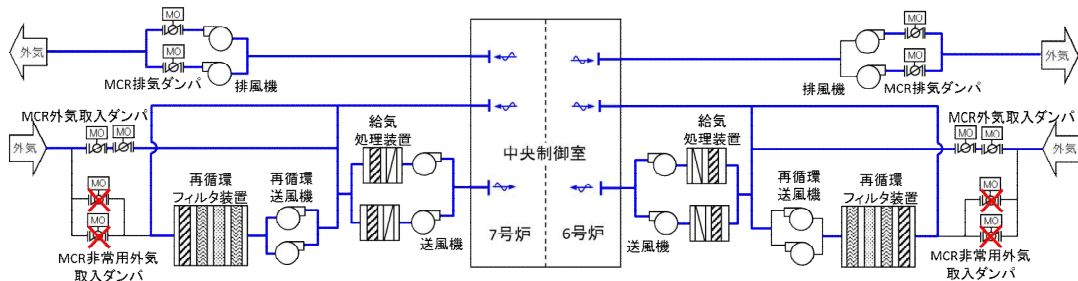 MO
MO
外気
MCR排気ダンパ
排風機
MCR外気取入ダンパ
MO
MO
外気
MO
MO
MCR非常用外気
取入ダンパ
再循環
フィルタ装置
再循環
送風機
給気
処理装置
送風機
中央制御室
7号炉
6号炉
MO
MO
外気
排風機
MCR排気ダンパ
MCR外気取入ダンパ
MO
MO
外気
給気
処理装置
送風機
再循環
送風機
再循環
フィルタ装置
MO
MO
MCR非常用外気
取入ダンパ